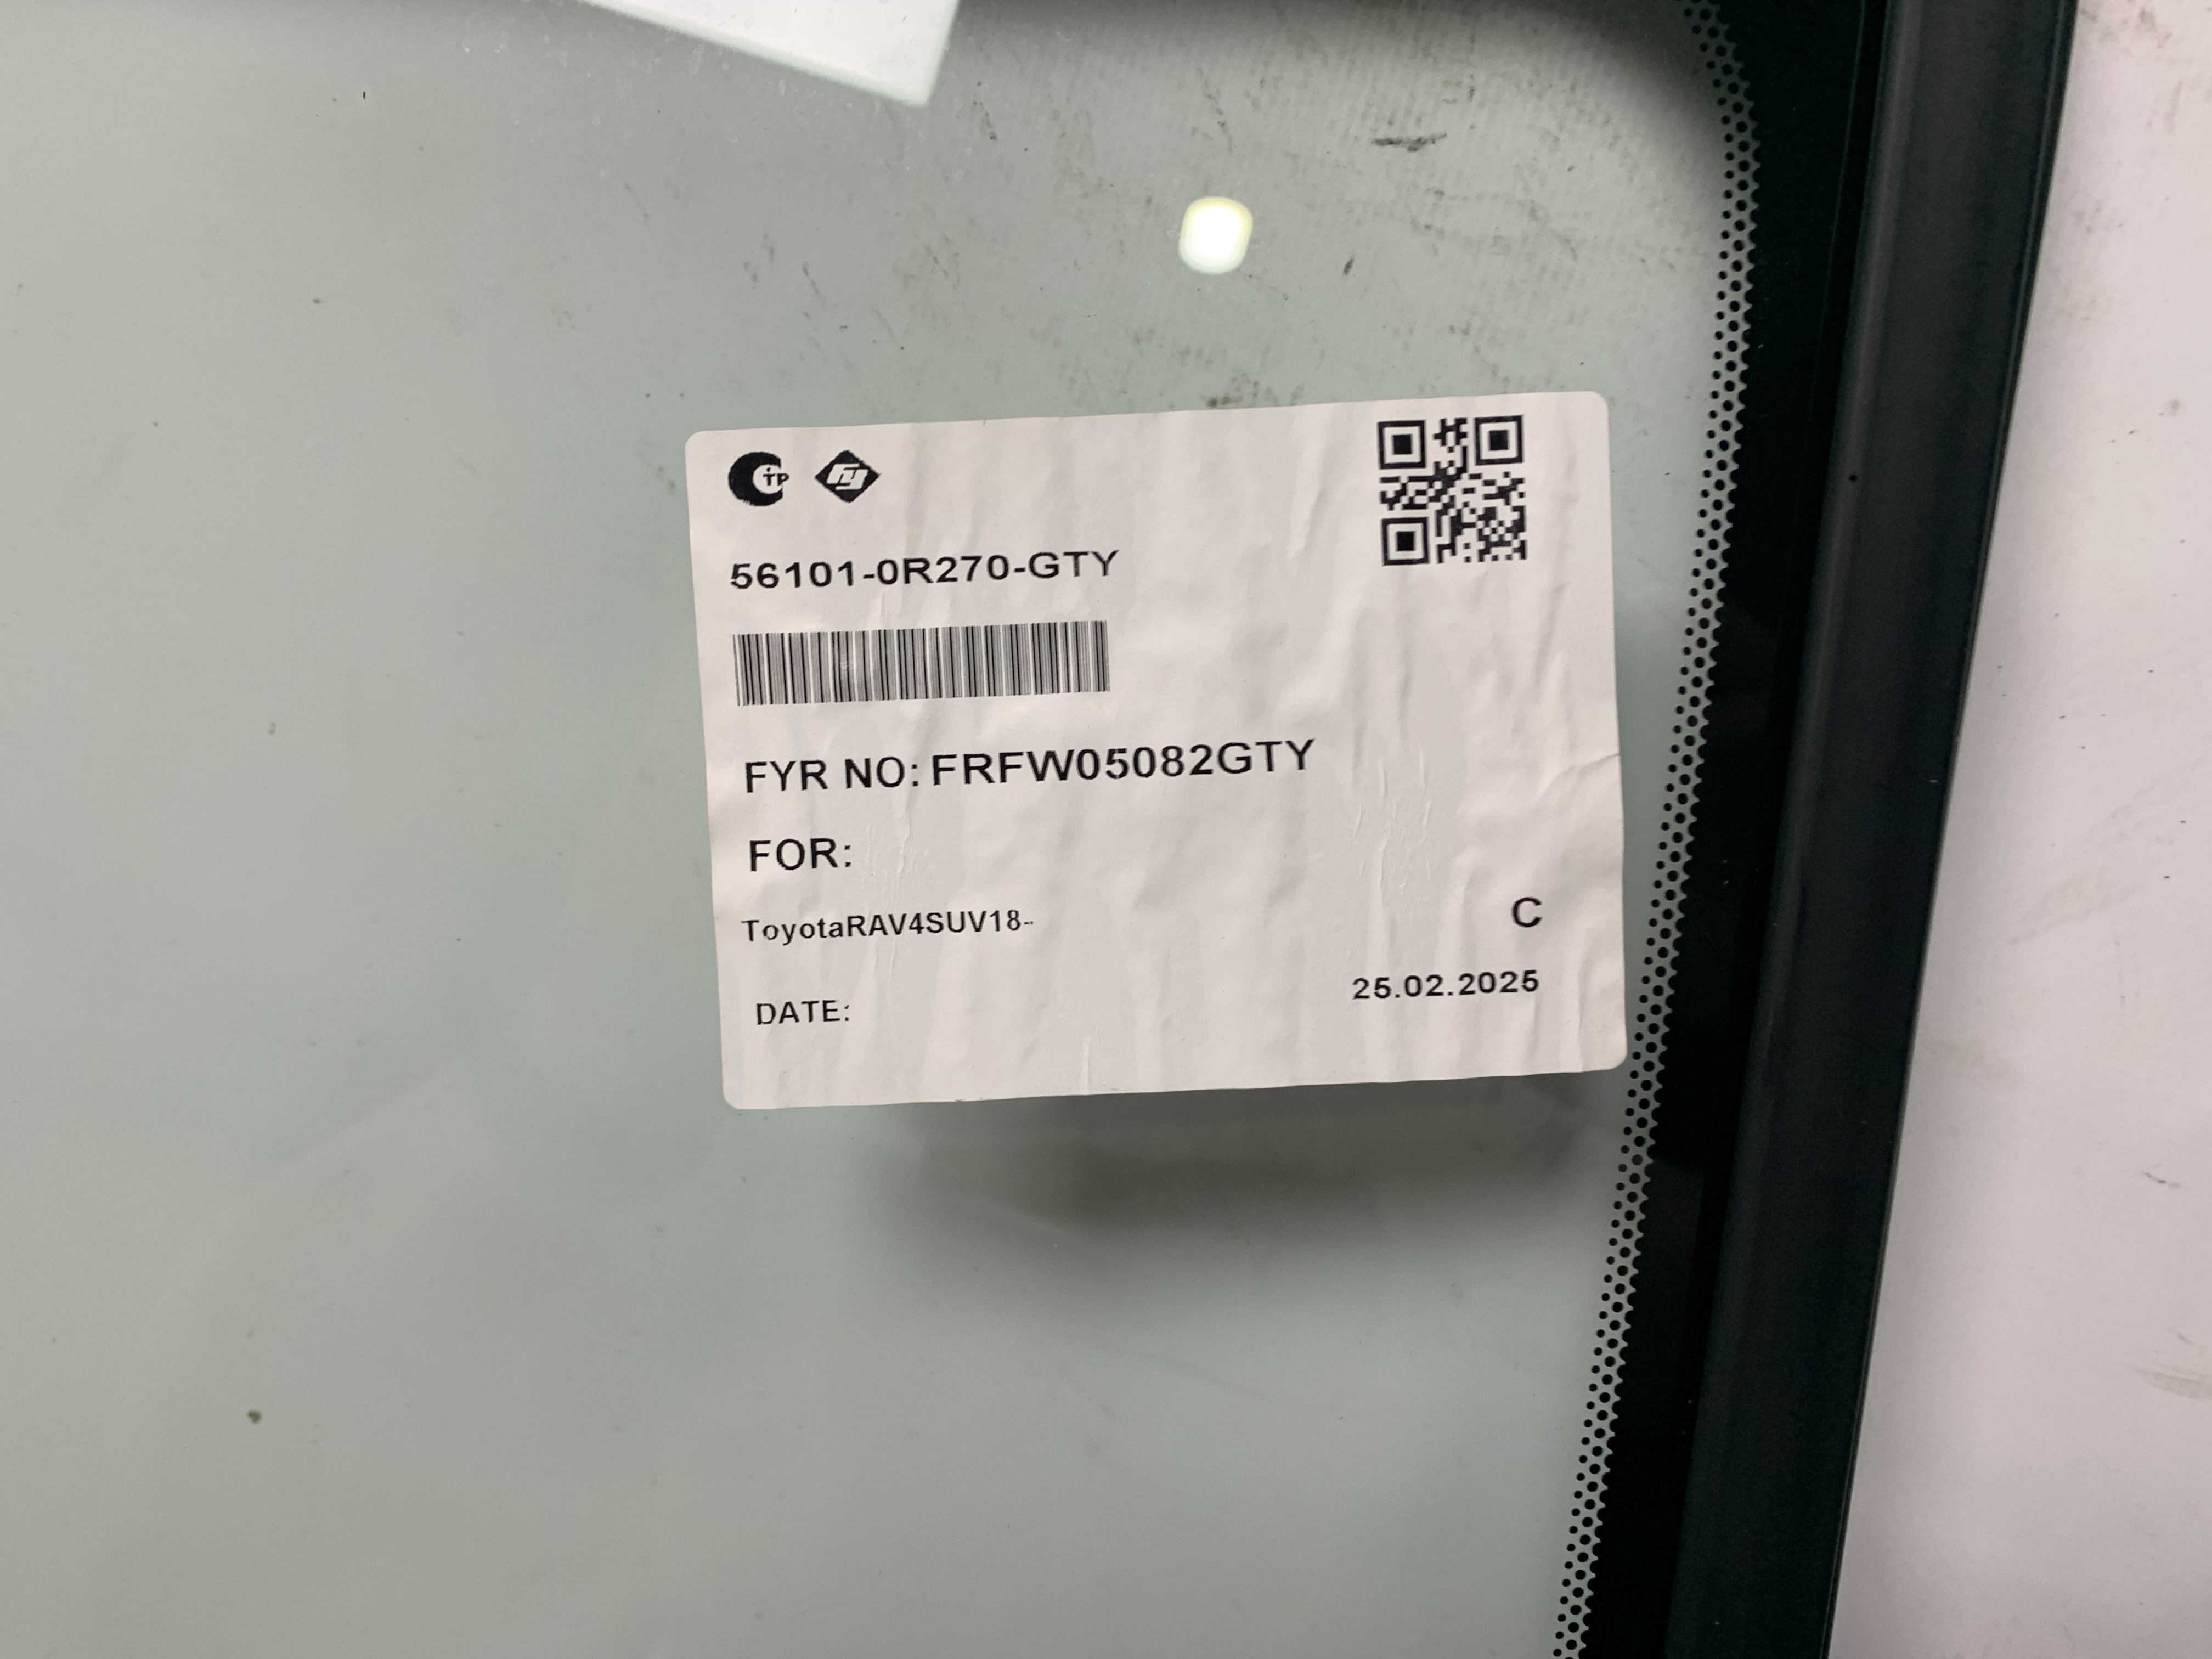 56101-0R270-GTY
FYR NO: FRFW05082GTY
FOR:
ToyotaRAV4SUV18-
C
25.02.2025
DATE: